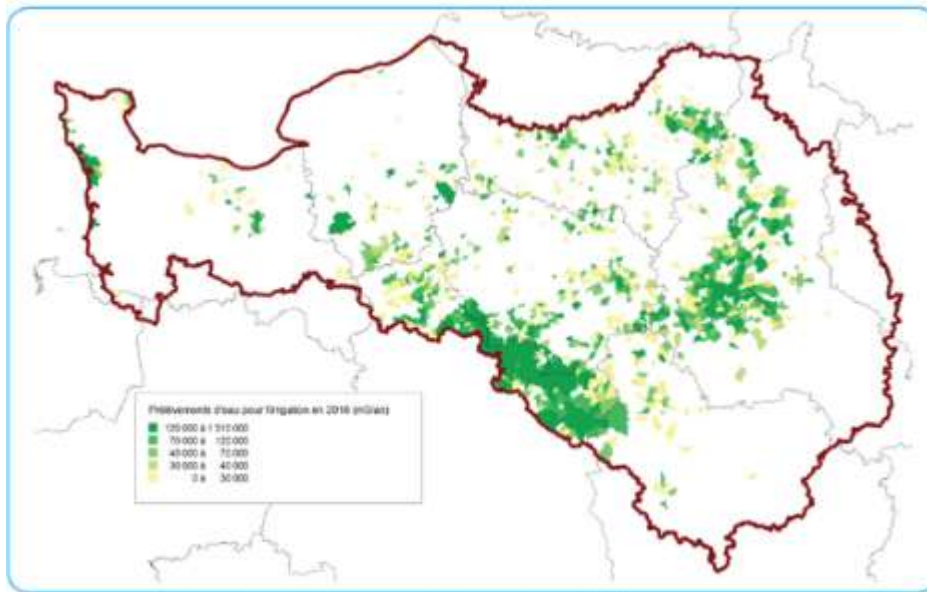 Prélèvements d'eau pour l'irrigation en 2016 (m3/an)
120 000 à 1 310 000
70 000 à 120 000
40 000 à 70 000
30 000 à 40 000
0 à 30 000